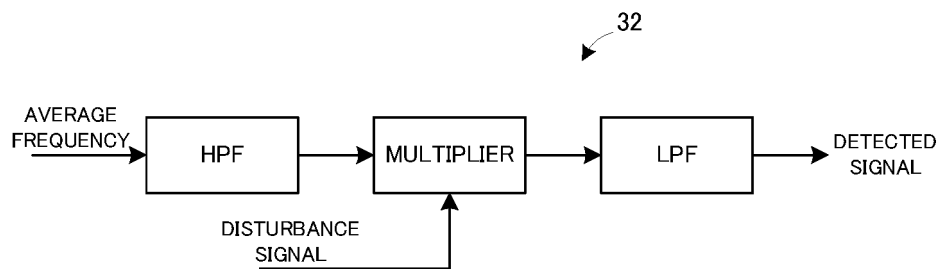 32
AVERAGE
FREQUENCY
HPF
MULTIPLIER
LPF
DETECTED
SIGNAL
DISTURBANCE
SIGNAL